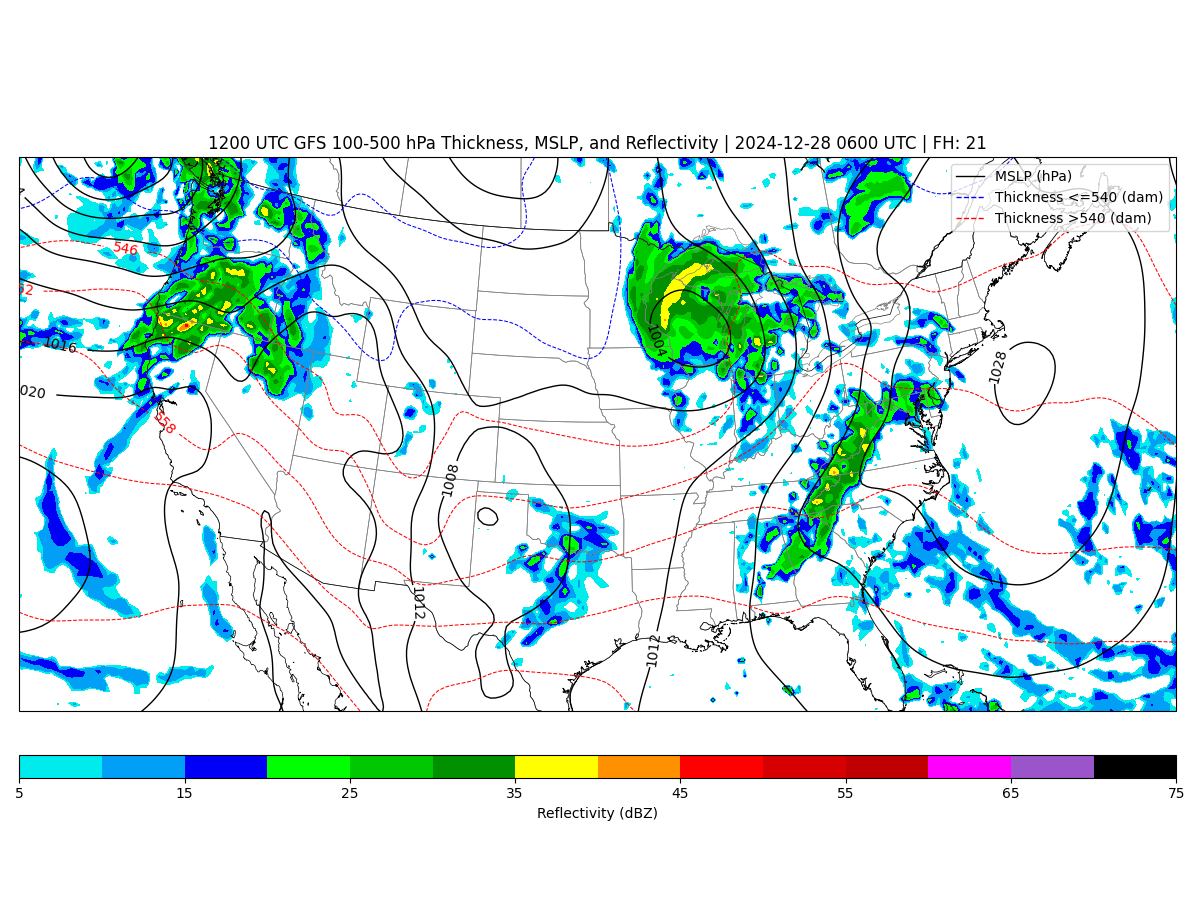 1200 UTC GFS 100-500 hPa Thickness, MSLP, and Reflectivity | 2024-12-28 0600 UTC | FH: 21
MSLP (hPa)
Thickness <=540 (dam)
Thickness >540 (dam)
546
1016
1020
558
1004
1028
1008
1012
1012
5 15 25 35 45 55 65 75
Reflectivity (dBZ)